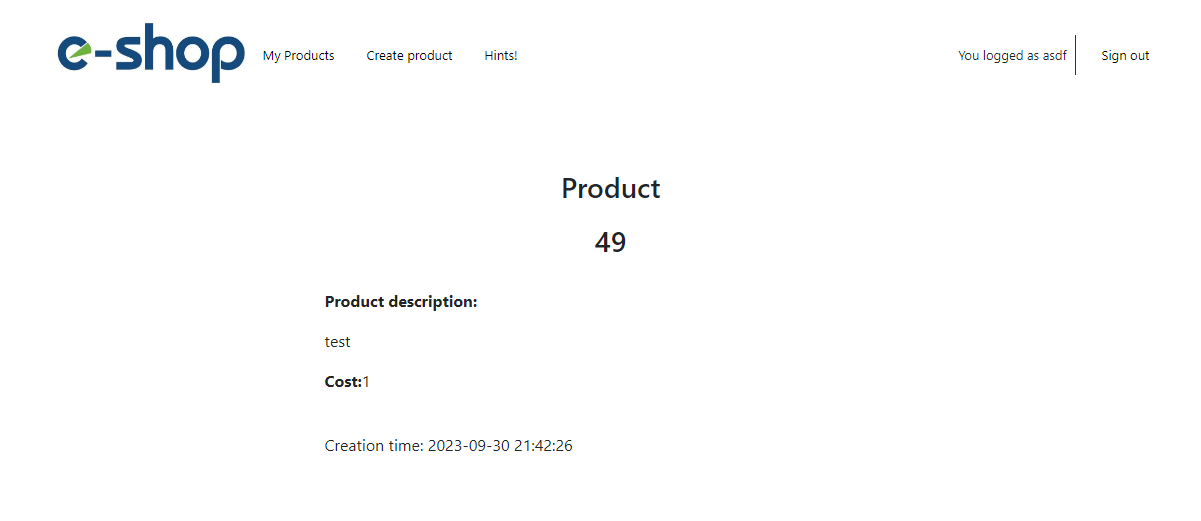 e-shop My Products Create product Hints! You logged as asdf Sign out
Product
49
Product description:
test
Cost:1
Creation time: 2023-09-30 21:42:26